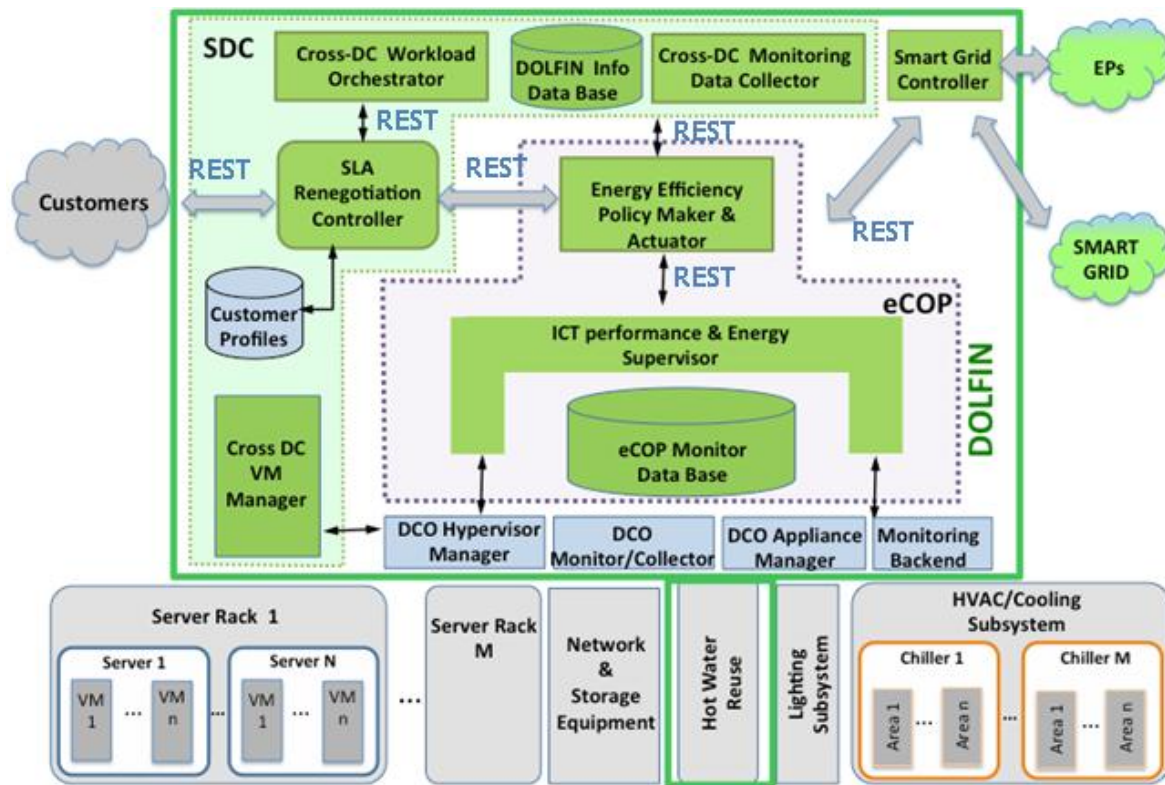 SDC
Cross-DC Workload
Orchestrator
DOLFIN Info
Data Base
Cross-DC Monitoring
Data Collector
Smart Grid
Controller
EPs
REST
REST
REST
REST
SLA
Renegotiation
Controller
Customers
Energy Efficiency
Policy Maker &
Actuator
REST
SMART
GRID
REST
eCOP
Customer
Profiles
ICT performance & Energy
Supervisor
DOLFIN
Cross DC
VM
Manager
eCOP Monitor
Data Base
DCO Hypervisor
Manager
DCO
Monitor/Collector
DCO Appliance
Manager
Monitoring
Backend
Server Rack 1
Server 1
VM
1
...
VM
n
...
Server N
VM
1
...
VM
n
...
Server Rack
M
Network
&
Storage
Equipment
Hot Water
Reuse
Lighting
Subsystem
HVAC/Cooling
Subsystem
Chiller 1
Area 1
...
Area n
...
Chiller M
Area 1
...
Area n